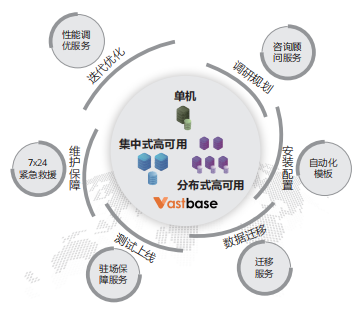 性能调
优服务
咨询顾
问服务
迭代优化
调研规划
单机
集中式高可用
分布式高可用
Vastbase
7x24
紧急救援
维护保障
安装配置
自动化
模板
测试上线
数据迁移
驻场保
障服务
迁移
服务